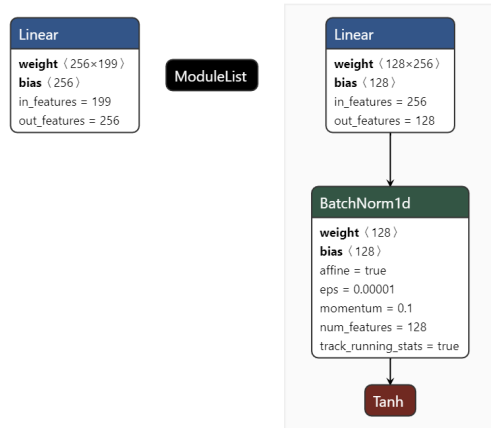 Linear
weight 〈256×199〉
bias 〈256〉
in_features = 199
out_features = 256
ModuleList
Linear
weight 〈128×256〉
bias 〈128〉
in_features = 256
out_features = 128
BatchNorm1d
weight 〈128〉
bias 〈128〉
affine = true
eps = 0.00001
momentum = 0.1
num_features = 128
track_running_stats = true
Tanh